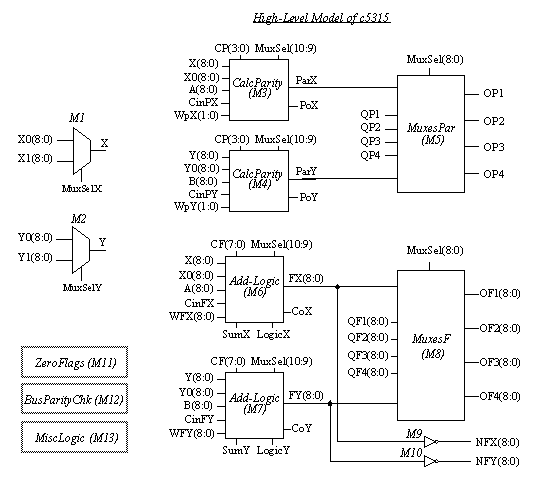 High-Level Model of c5315
CP(3:0) MuxSel(10:9)
X(8:0)
X0(8:0)
A(8:0)
CinPX
WpX(1:0)
CalcParity
(M3)
ParX
PoX
MuxSel(8:0)
QP1
QP2
QP3
QP4
MuxesPar
(M5)
OP1
OP2
OP3
OP4
M1
X0(8:0)
X1(8:0)
X
MuxSelX
CP(3:0) MuxSel(10:9)
Y(8:0)
Y0(8:0)
B(8:0)
CinPY
WpY(1:0)
CalcParity
(M4)
ParY
PoY
M2
Y0(8:0)
Y1(8:0)
Y
MuxSelY
CF(7:0) MuxSel(10:9)
X(8:0)
X0(8:0)
A(8:0)
CinFX
WFX(8:0)
Add-Logic
(M6)
FX(8:0)
CoX
SumX LogicX
MuxSel(8:0)
QF1(8:0)
QF2(8:0)
QF3(8:0)
QF4(8:0)
MuxesF
(M8)
OF1(8:0)
OF2(8:0)
OF3(8:0)
OF4(8:0)
ZeroFlags (M11)
BusParityChk (M12)
MiscLogic (M13)
CF(7:0) MuxSel(10:9)
Y(8:0)
Y0(8:0)
B(8:0)
CinFY
WFY(8:0)
Add-Logic
(M7)
FY(8:0)
CoY
SumY LogicY
M9
NFX(8:0)
M10
NFY(8:0)